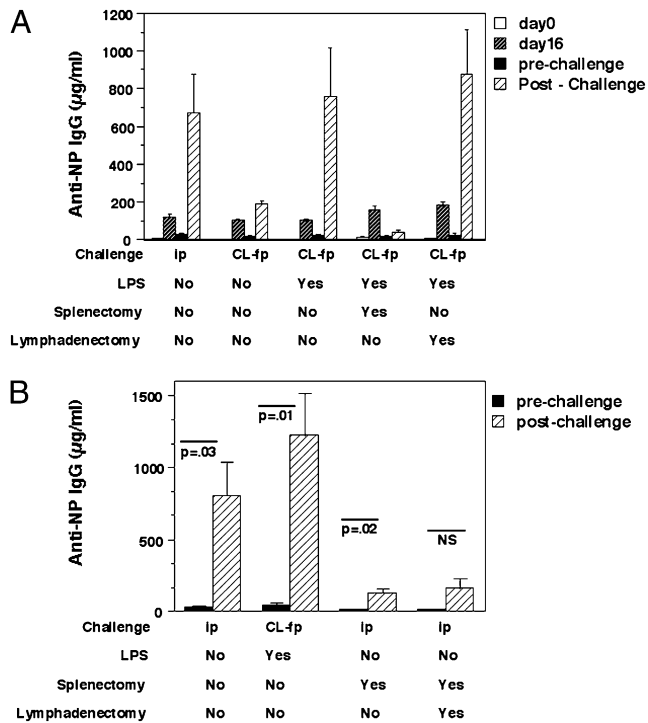 A
1200
1000
800
600
400
200
0
Anti-NP IgG (µg/ml)
day0
day16
pre-challenge
Post - Challenge
Challenge ip CL-fp CL-fp CL-fp CL-fp
LPS No No Yes Yes Yes
Splenectomy No No No Yes No
Lymphadenectomy No No No No Yes
B
1500
1000
500
0
Anti-NP IgG (µg/ml)
pre-challenge
post-challenge
p=.03
p=.01
p=.02
NS
Challenge ip CL-fp ip ip
LPS No Yes No No
Splenectomy No No Yes Yes
Lymphadenectomy No No No Yes